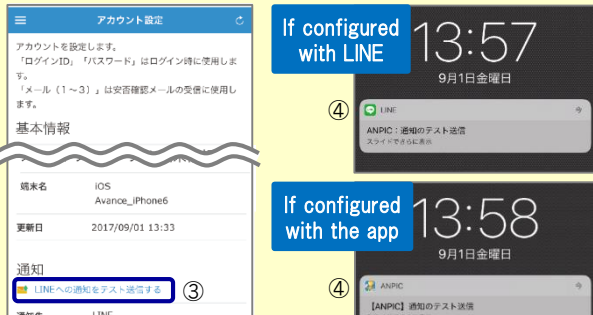 アカウント設定
アカウントを設定します。
「ログインID」「パスワード」はログイン時に使用しま
す。
「メール(1～3)」は安否確認メールの受信に使用し
ます。
基本情報
端末名
iOS
Avance_iPhone6
更新日
2017/09/01 13:33
通知
LINEへの通知をテスト送信する
③
通知先
LINE
If configured
with LINE
13:57
9月1日金曜日
④
LINE
今
ANPIC：通知のテスト送信
スライドでさらに表示
If configured
with the app
13:58
9月1日金曜日
④
ANPIC
今
【ANPIC】通知のテスト送信